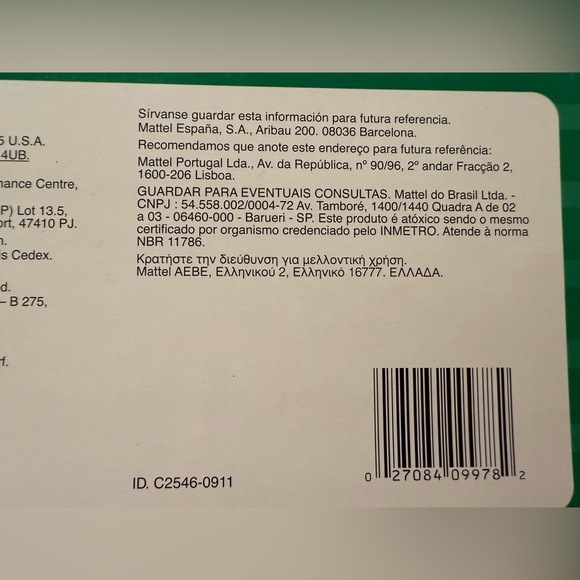 5 U.S.A.
4UB.
nance Centre,
P) Lot 13.5,
ort, 47410 PJ.
n.
is Cedex.
d.
– B 275,
rf.
Sírvanse guardar esta información para futura referencia.
Mattel España, S.A., Aribau 200. 08036 Barcelona.
Recomendamos que anote este endereço para futura referência:
Mattel Portugal Lda., Av. da República, nº 90/96, 2º andar Fracção 2,
1600-206 Lisboa.
GUARDAR PARA EVENTUAIS CONSULTAS. Mattel do Brasil Ltda. -
CNPJ : 54.558.002/0004-72 Av. Tamboré, 1400/1440 Quadra A de 02
a 03 - 06460-000 - Barueri - SP. Este produto é atóxico sendo o mesmo
certificado por organismo credenciado pelo INMETRO. Atende à norma
NBR 11786.
Κρατήστε την διεύθυνση για μελλοντική χρήση.
Mattel AEBE, Ελληνικού 2, Ελληνικό 16777. ΕΛΛΑΔΑ.
ID. C2546-0911
0 27084 09978 2